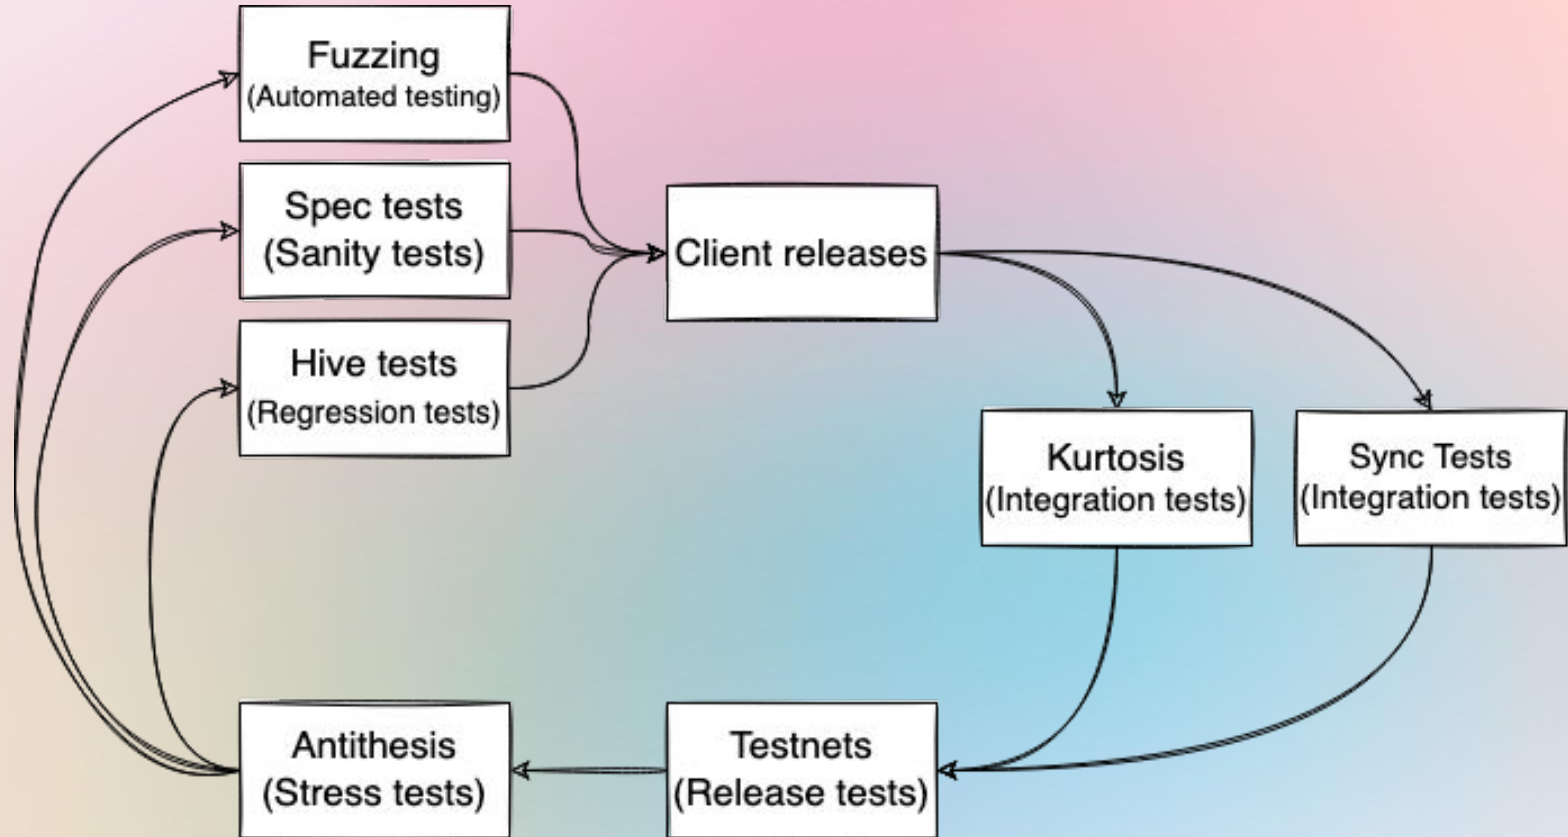 Fuzzing
(Automated testing)
Spec tests
(Sanity tests)
Hive tests
(Regression tests)
Client releases
Kurtosis
(Integration tests)
Sync Tests
(Integration tests)
Testnets
(Release tests)
Antithesis
(Stress tests)